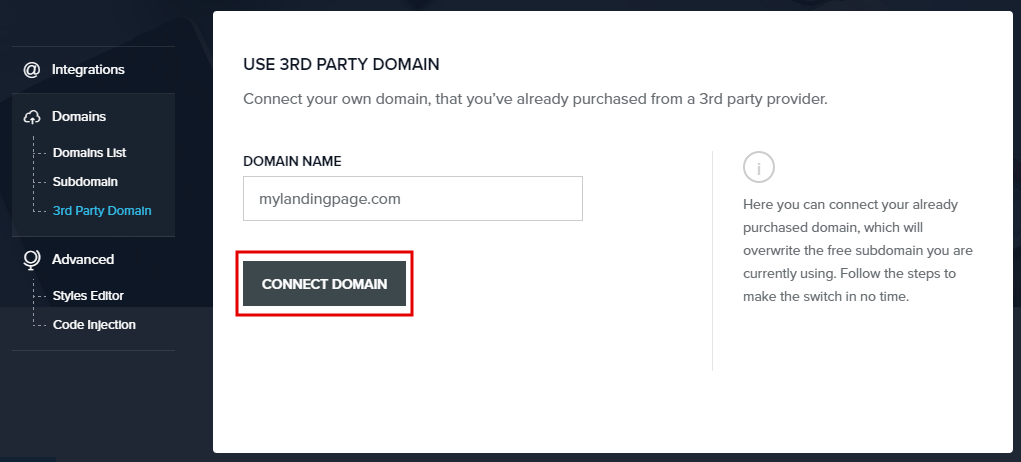 Integrations
Domains
Domains List
Subdomain
3rd Party Domain
Advanced
Styles Editor
Code Injection
USE 3RD PARTY DOMAIN
Connect your own domain, that you've already purchased from a 3rd party provider.
DOMAIN NAME
mylandingpage.com
CONNECT DOMAIN
Here you can connect your already
purchased domain, which will
overwrite the free subdomain you are
currently using. Follow the steps to
make the switch in no time.